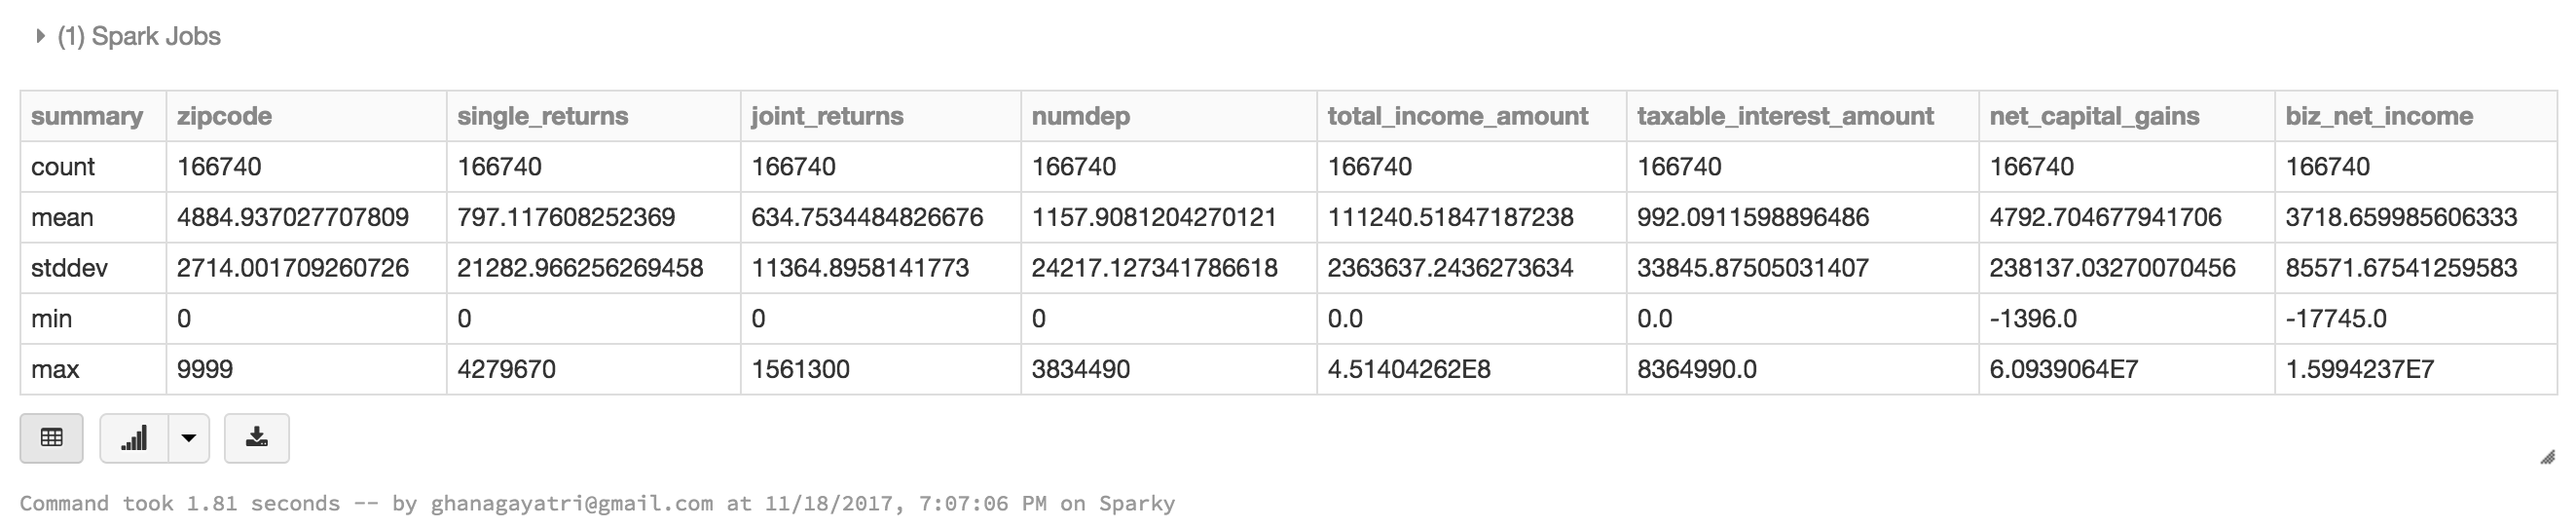 (1) Spark Jobs
summary zipcode single_returns joint_returns numdep total_income_amount taxable_interest_amount net_capital_gains biz_net_income
count 166740 166740 166740 166740 166740 166740 166740 166740
mean 4884.937027707809 797.117608252369 634.7534484826676 1157.9081204270121 111240.51847187238 992.0911598896486 4792.704677941706 3718.659985606333
stddev 2714.001709260726 21282.966256269458 11364.8958141773 24217.127341786618 2363637.2436273634 33845.87505031407 238137.03270070456 85571.67541259583
min 0 0 0 0 0.0 0.0 -1396.0 -17745.0
max 9999 4279670 1561300 3834490 4.51404262E8 8364990.0 6.0939064E7 1.5994237E7
Command took 1.81 seconds -- by ghanagayatri@gmail.com at 11/18/2017, 7:07:06 PM on Sparky